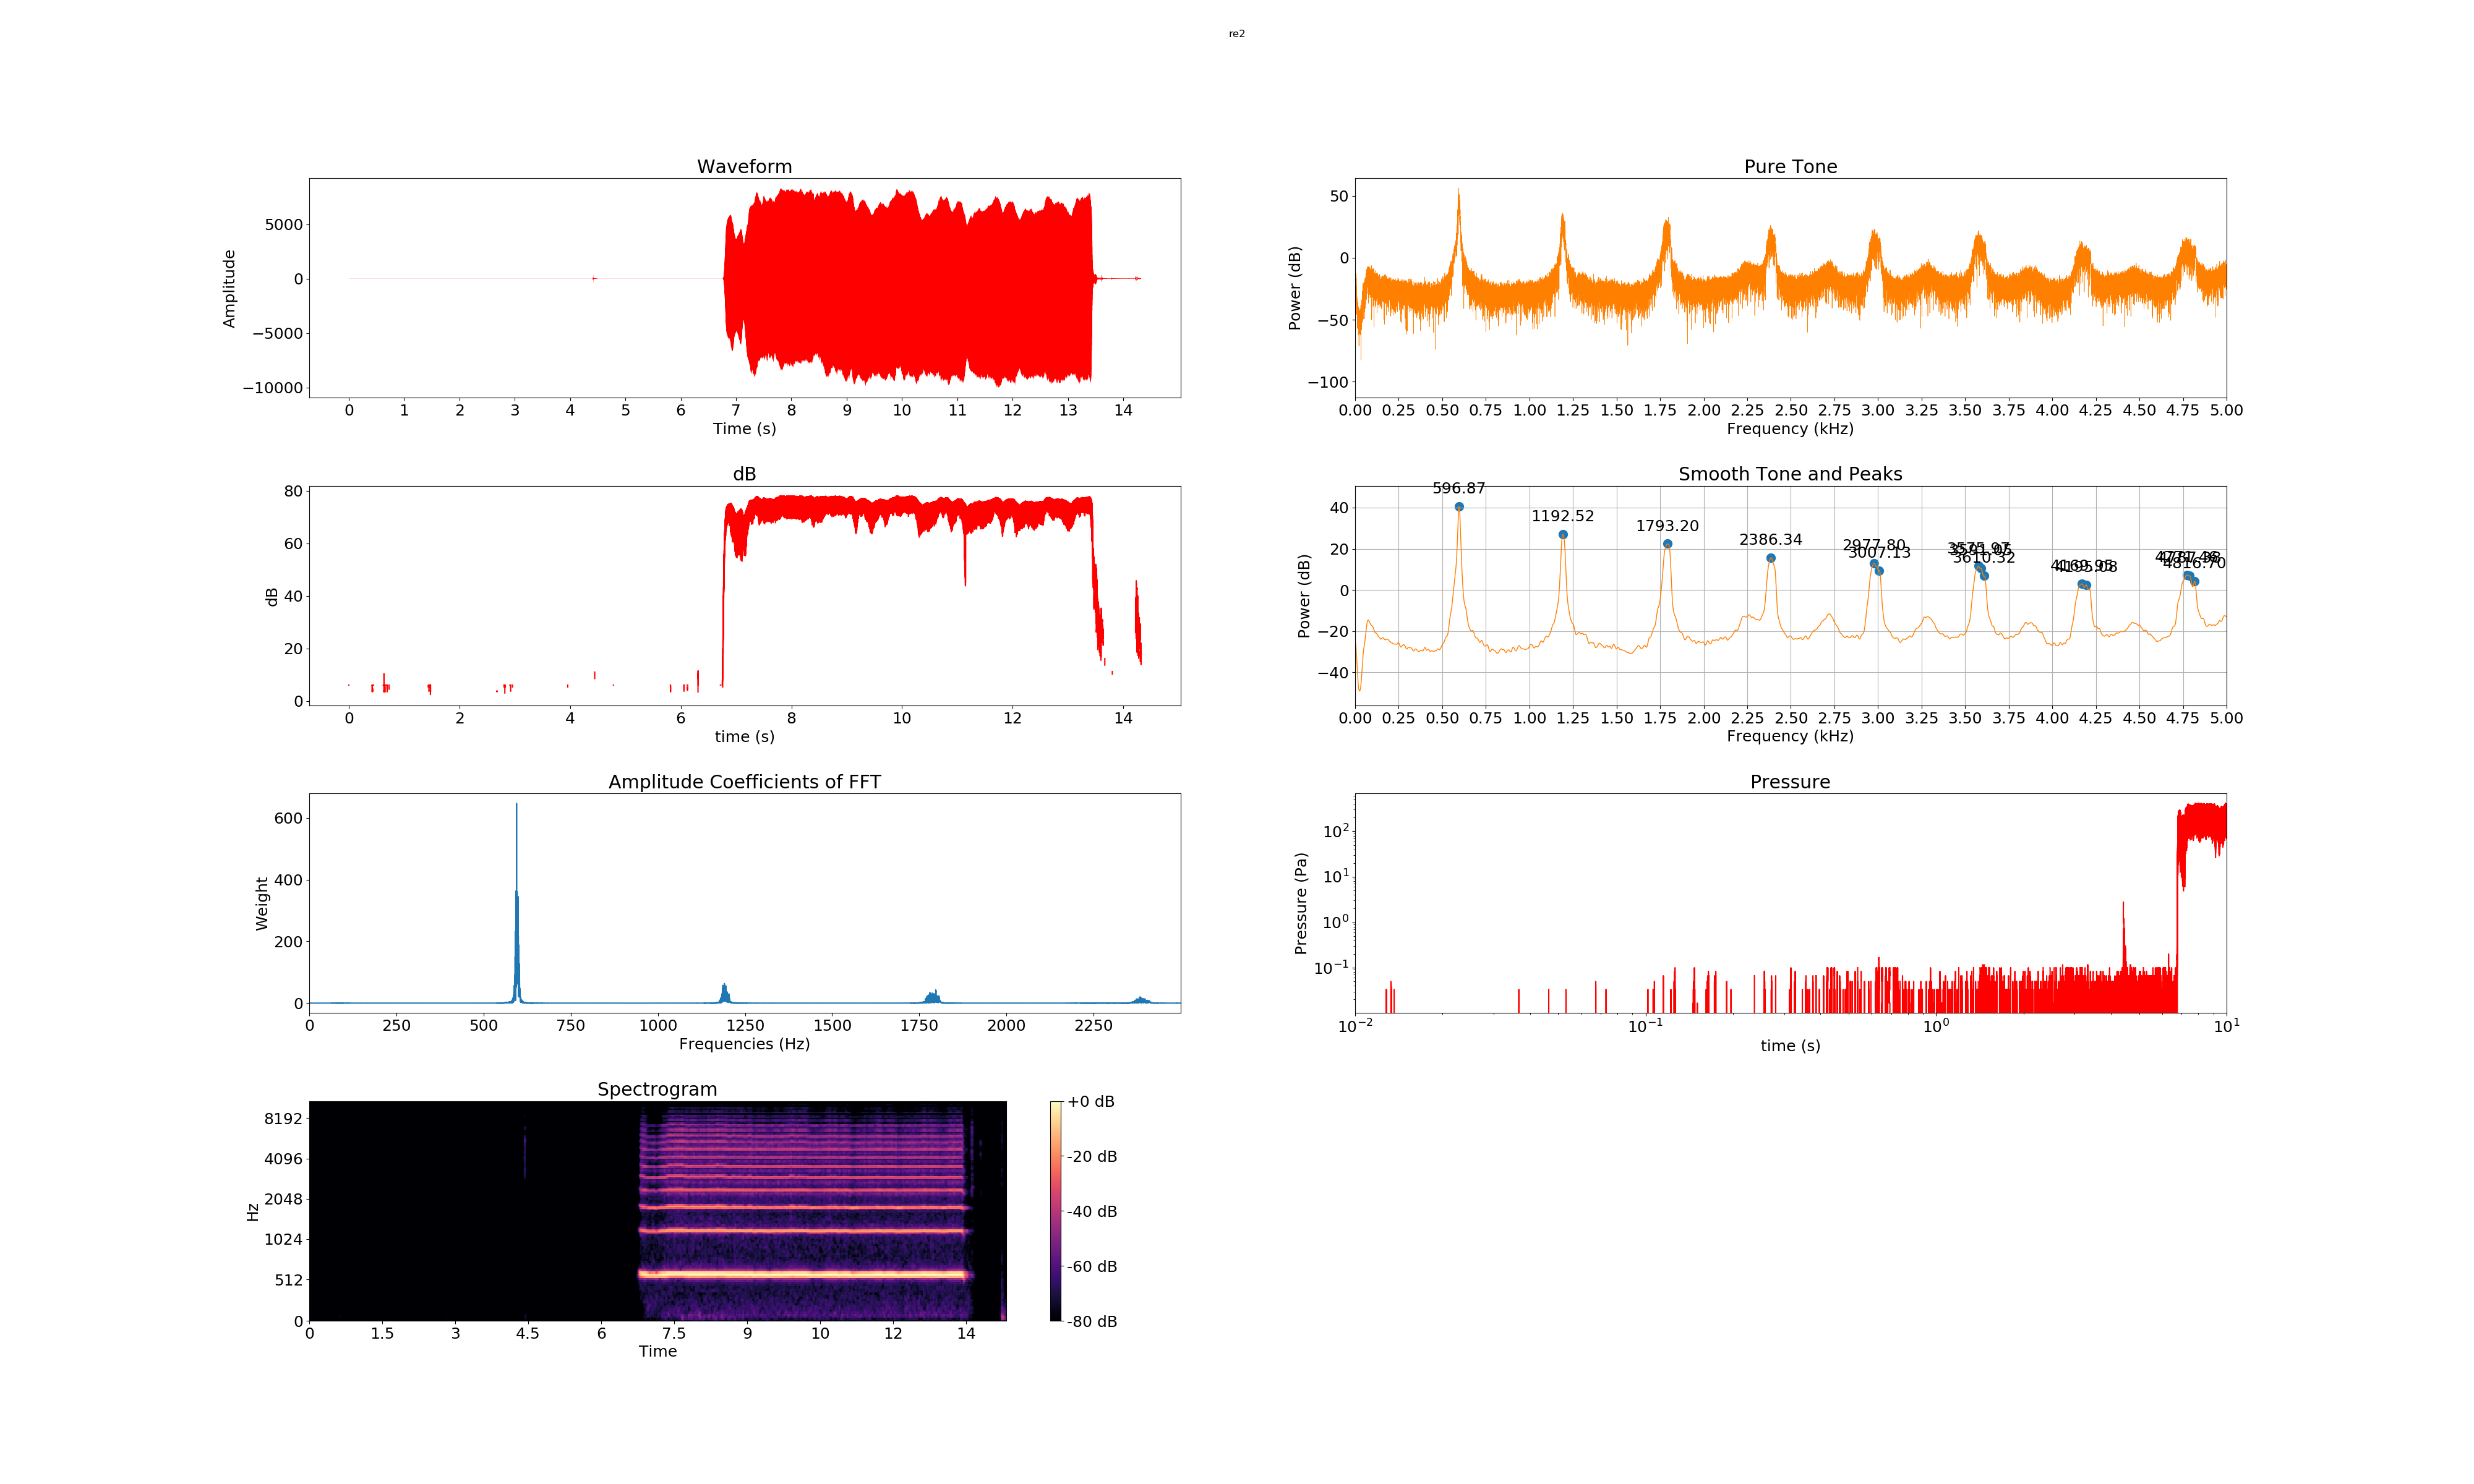 re2
Waveform
Amplitude
5000
0
−5000
−10000
0 1 2 3 4 5 6 7 8 9 10 11 12 13 14
Time (s)
Pure Tone
Power (dB)
50
0
−50
−100
0.00 0.25 0.50 0.75 1.00 1.25 1.50 1.75 2.00 2.25 2.50 2.75 3.00 3.25 3.50 3.75 4.00 4.25 4.50 4.75 5.00
Frequency (kHz)
dB
dB
80
60
40
20
0
0 2 4 6 8 10 12 14
time (s)
Smooth Tone and Peaks
Power (dB)
40
20
0
−20
−40
596.87
1192.52
1793.20
2386.34
2977.80
3007.13
3610.32
4169.95
4195.08
4816.70
0.00 0.25 0.50 0.75 1.00 1.25 1.50 1.75 2.00 2.25 2.50 2.75 3.00 3.25 3.50 3.75 4.00 4.25 4.50 4.75 5.00
Frequency (kHz)
Amplitude Coefficients of FFT
Weight
600
400
200
0
0 250 500 750 1000 1250 1500 1750 2000 2250
Frequencies (Hz)
Pressure
Pressure (Pa)
10²
10¹
10⁰
10⁻¹
10⁻² 10⁻¹ 10⁰ 10¹
time (s)
Spectrogram
Hz
8192
4096
2048
1024
512
0
0 1.5 3 4.5 6 7.5 9 10 12 14
Time
+0 dB
-20 dB
-40 dB
-60 dB
-80 dB